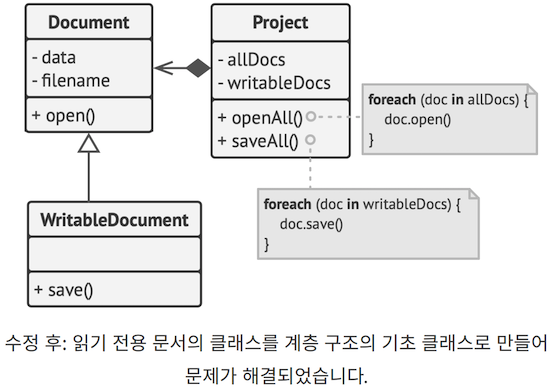 Document
- data
- filename
+ open()
Project
- allDocs
- writableDocs
+ openAll()
+ saveAll()
foreach (doc in allDocs) {
doc.open()
}
foreach (doc in writableDocs) {
doc.save()
}
WritableDocument
+ save()
수정 후: 읽기 전용 문서의 클래스를 계층 구조의 기초 클래스로 만들어
문제가 해결되었습니다.